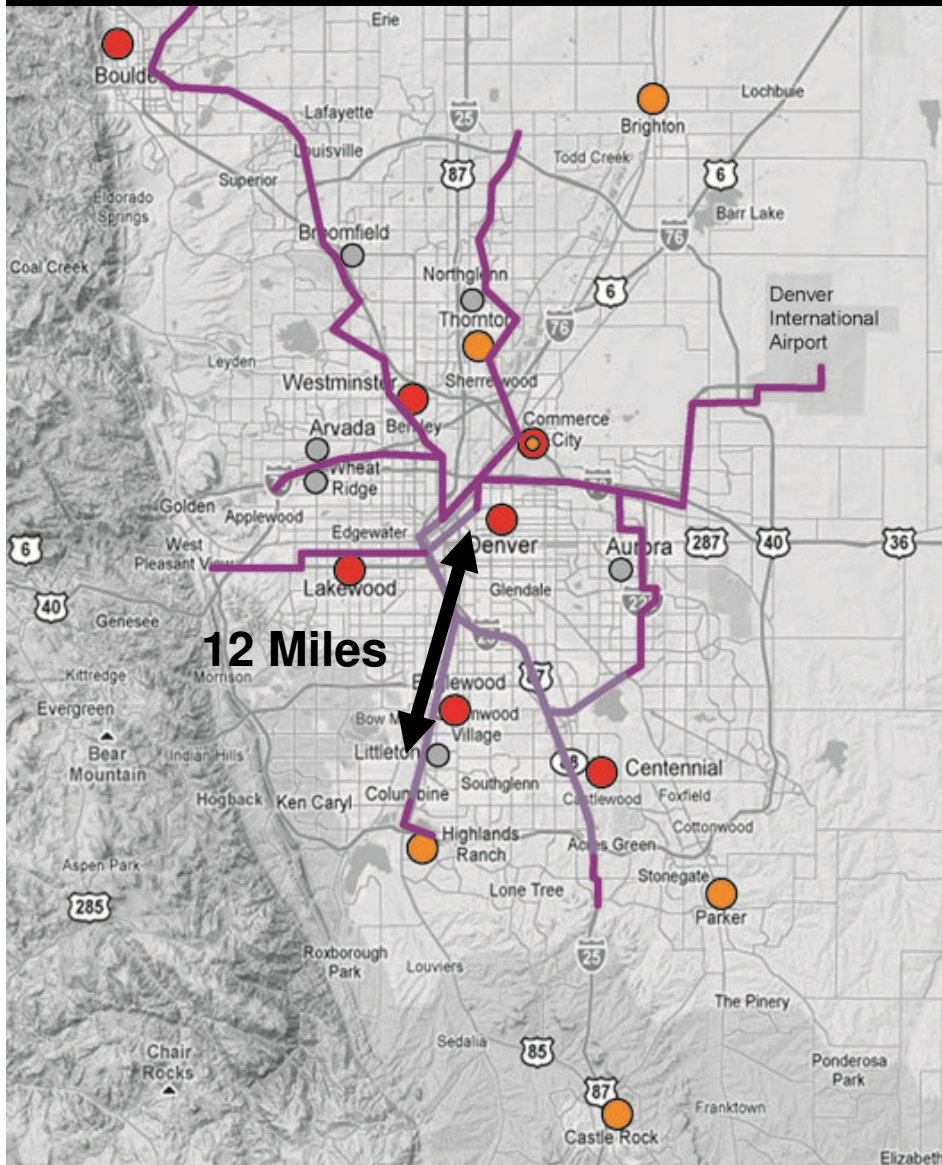 Erie
Boulder
Lochbuie
Lafayette
25
Brighton
Louisville
87
Todd Creek
6
Superior
Eldorado
Springs
Barr Lake
Broomfield
76
Coal Creek
Northglenn
6
Denver
International
Airport
Thornton
76
Leyden
Sherrelwood
Westminster
Commerce
City
Arvada
Berkley
Wheat
Ridge
Golden
Applewood
Edgewater
6
West
Pleasant View
Denver
Aurora
287
40
36
Lakewood
Glendale
40
Genesee
12 Miles
Kittredge
Morrison
Englewood
Evergreen
Village
Bear
Mountain
Indian Hills
Littleton
88
Centennial
Southglenn
Hogback
Ken Caryl
Columbine
Castlewood
Foxfield
Cottonwood
Highlands
Ranch
Acres Green
Aspen Park
Stonegate
Lone Tree
285
Parker
Roxborough
Park
Louviers
25
The Pinery
Sedalia
85
Chair
Rocks
Ponderosa
Park
87
Franktown
Castle Rock
Elizabeth